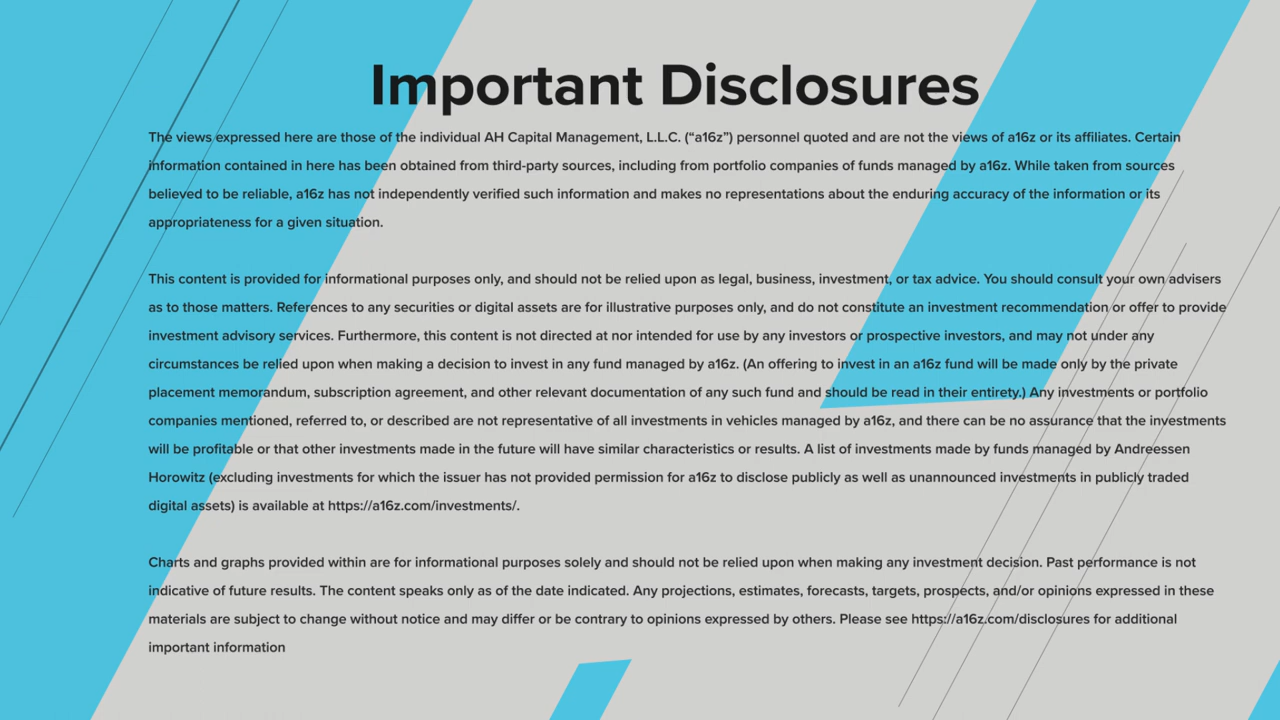 Important Disclosures
The views expressed here are those of the individual AH Capital Management, L.L.C. (“a16z”) personnel quoted and are not the views of a16z or its affiliates. Certain
information contained in here has been obtained from third-party sources, including from portfolio companies of funds managed by a16z. While taken from sources
believed to be reliable, a16z has not independently verified such information and makes no representations about the enduring accuracy of the information or its
appropriateness for a given situation.
This content is provided for informational purposes only, and should not be relied upon as legal, business, investment, or tax advice. You should consult your own advisers
as to those matters. References to any securities or digital assets are for illustrative purposes only, and do not constitute an investment recommendation or offer to provide
investment advisory services. Furthermore, this content is not directed at nor intended for use by any investors or prospective investors, and may not under any
circumstances be relied upon when making a decision to invest in any fund managed by a16z. (An offering to invest in an a16z fund will be made only by the private
placement memorandum, subscription agreement, and other relevant documentation of any such fund and should be read in their entirety.) Any investments or portfolio
companies mentioned, referred to, or described are not representative of all investments in vehicles managed by a16z, and there can be no assurance that the investments
will be profitable or that other investments made in the future will have similar characteristics or results. A list of investments made by funds managed by Andreessen
Horowitz (excluding investments for which the issuer has not provided permission for a16z to disclose publicly as well as unannounced investments in publicly traded
digital assets) is available at https://a16z.com/investments/.
Charts and graphs provided within are for informational purposes solely and should not be relied upon when making any investment decision. Past performance is not
indicative of future results. The content speaks only as of the date indicated. Any projections, estimates, forecasts, targets, prospects, and/or opinions expressed in these
materials are subject to change without notice and may differ or be contrary to opinions expressed by others. Please see https://a16z.com/disclosures for additional
important information